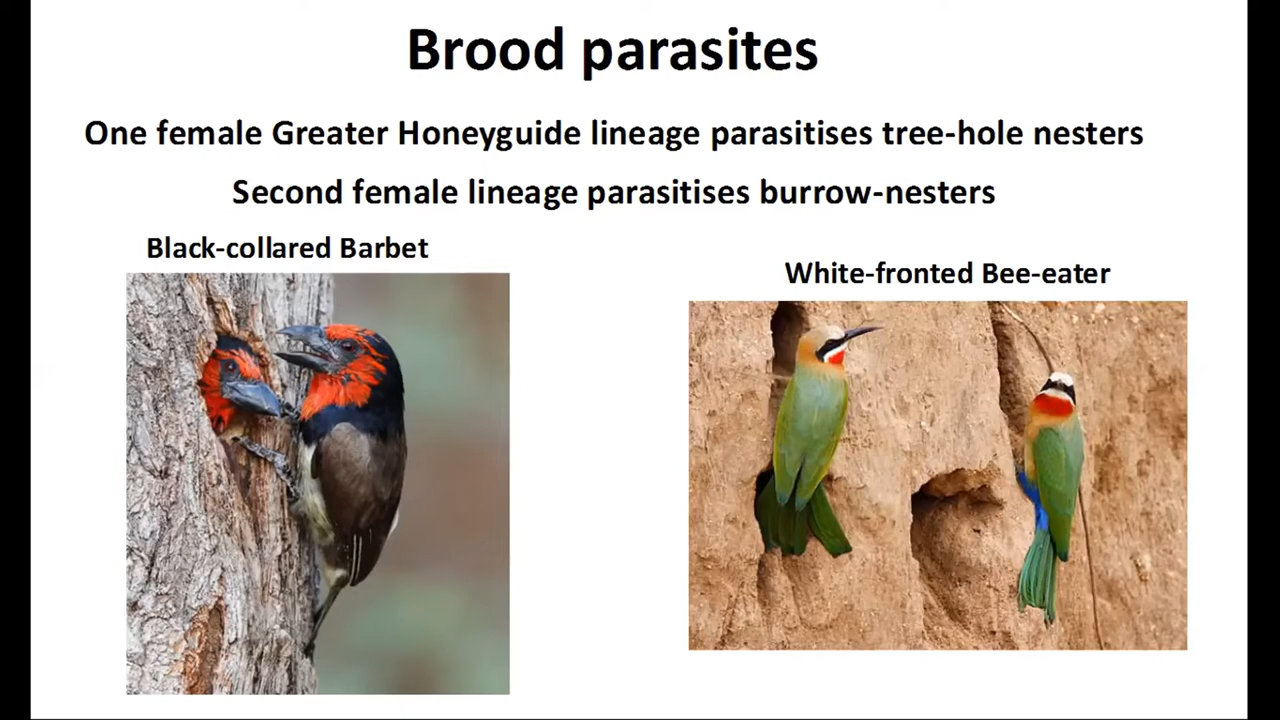 Brood parasites
One female Greater Honeyguide lineage parasitises tree-hole nesters
Second female lineage parasitises burrow-nesters
Black-collared Barbet
White-fronted Bee-eater